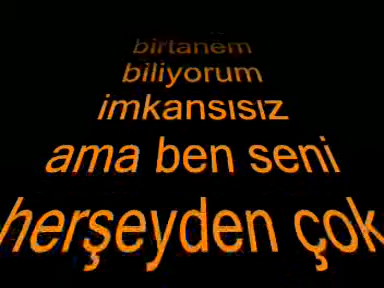 birtanem
biliyorum
imkansısız
ama ben seni
herşeyden çok